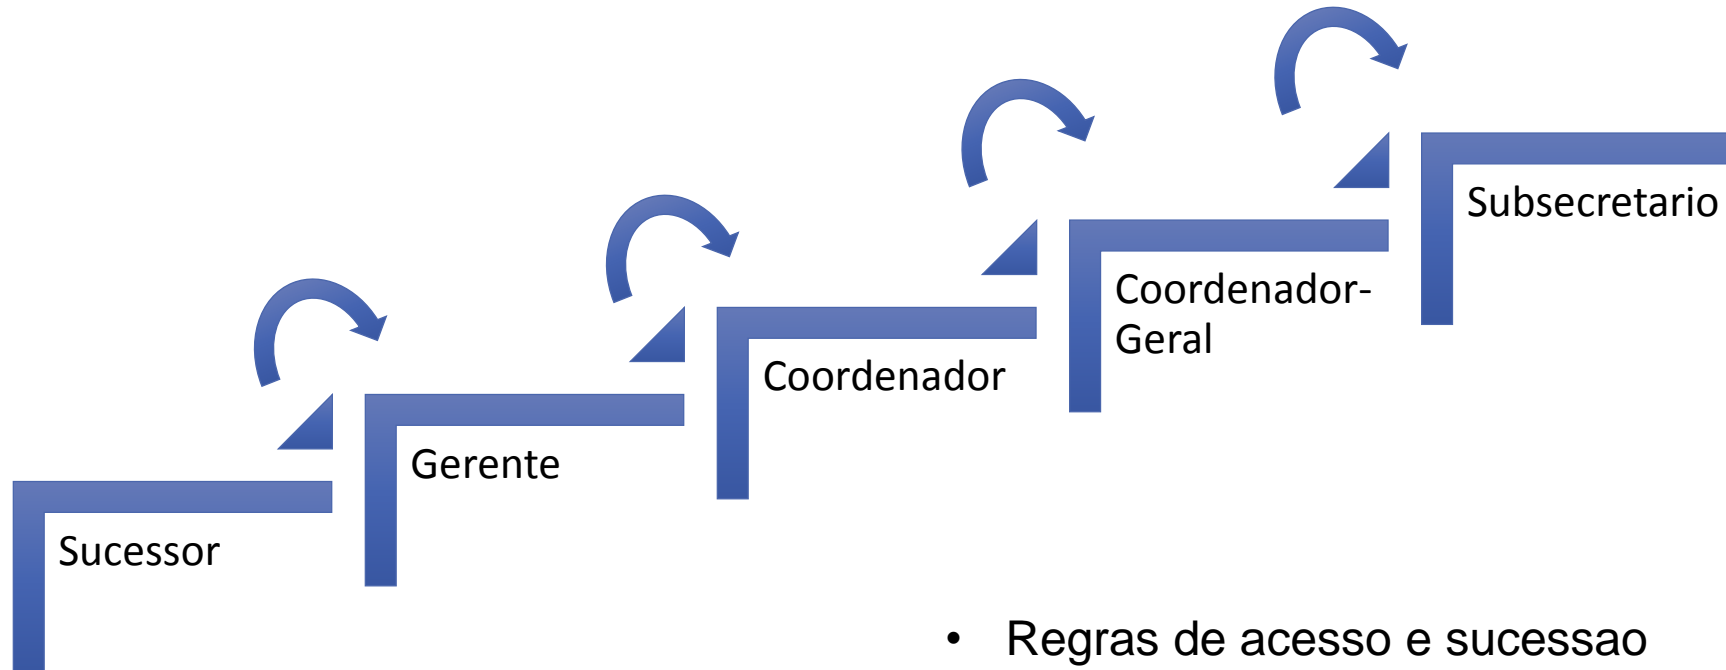 Subsecretario
Coordenador-
Geral
Coordenador
Gerente
Sucessor
• Regras de acesso e sucessao